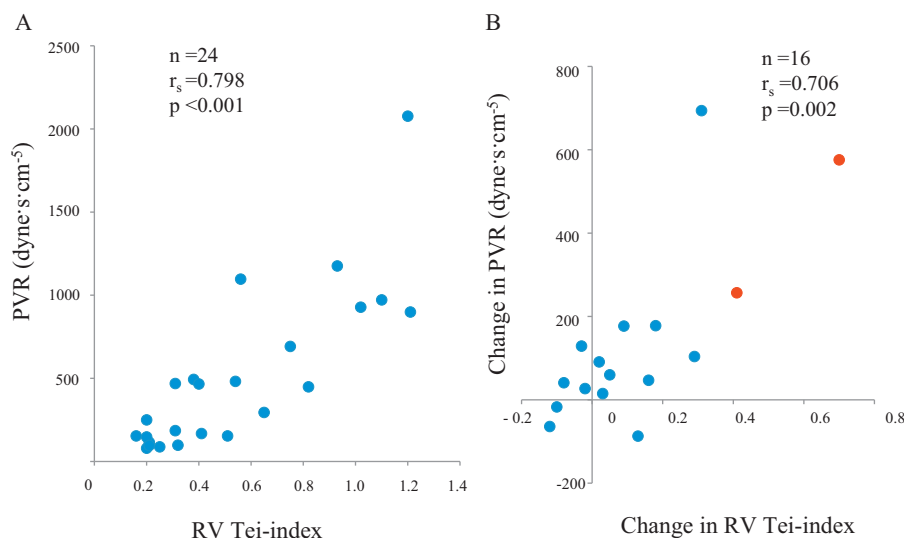 A
n =24
rₛ =0.798
p <0.001
PVR (dyne·s·cm⁻⁵)
2500
2000
1500
1000
500
0 0.2 0.4 0.6 0.8 1.0 1.2 1.4
RV Tei-index
B
n =16
rₛ =0.706
p =0.002
Change in PVR (dyne·s·cm⁻⁵)
800
600
400
200
-0.2 0 0.2 0.4 0.6 0.8
-200
Change in RV Tei-index